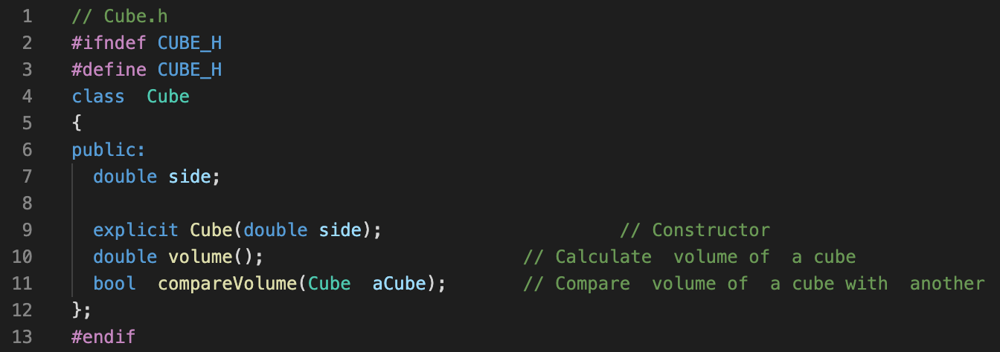 1 // Cube.h
2 #ifndef CUBE_H
3 #define CUBE_H
4 class  Cube
5 {
6 public:
7   double side;
8
9   explicit Cube(double side);                      // Constructor
10   double volume();                        // Calculate  volume of  a cube
11   bool  compareVolume(Cube  aCube);       // Compare  volume of  a cube with  another
12 };
13 #endif